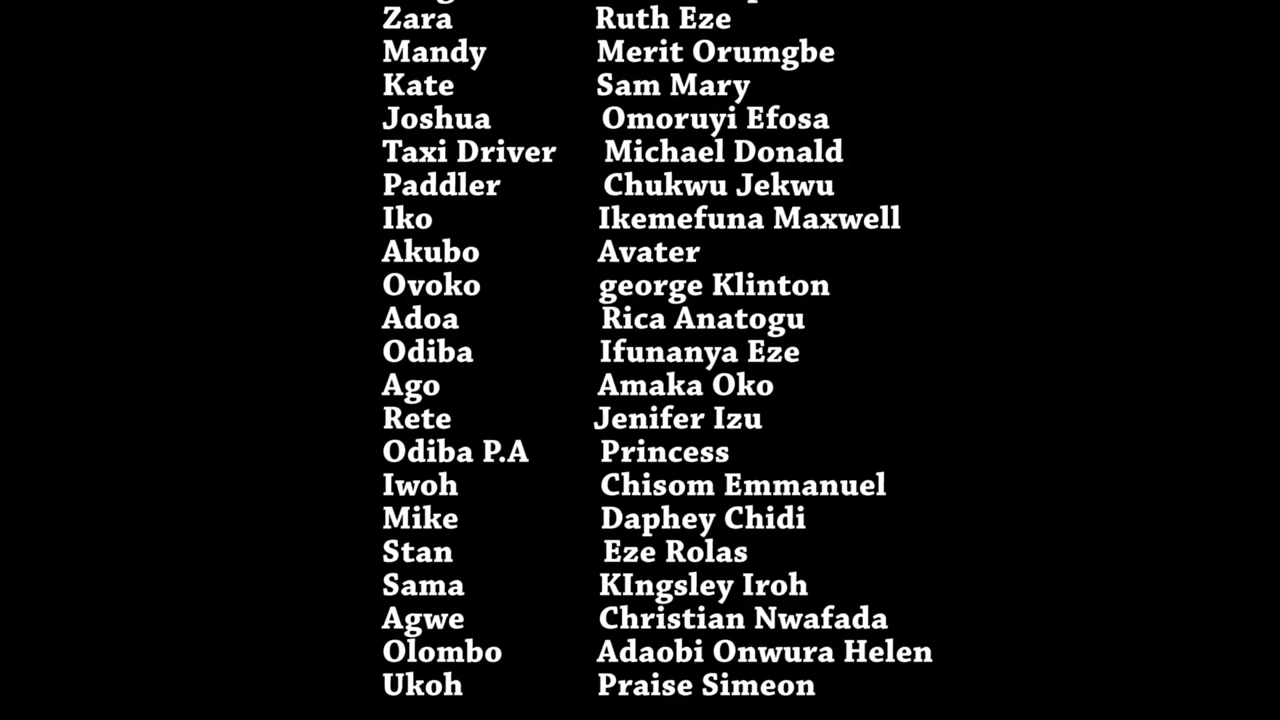 Zara Ruth Eze
Mandy Merit Orumgbe
Kate Sam Mary
Joshua Omoruyi Efosa
Taxi Driver Michael Donald
Paddler Chukwu Jekwu
Iko Ikemefuna Maxwell
Akubo Avater
Ovoko george Klinton
Adoa Rica Anatogu
Odiba Ifunanya Eze
Ago Amaka Oko
Rete Jenifer Izu
Odiba P.A Princess
Iwoh Chisom Emmanuel
Mike Daphey Chidi
Stan Eze Rolas
Sama KIngsley Iroh
Agwe Christian Nwafada
Olombo Adaobi Onwura Helen
Ukoh Praise Simeon